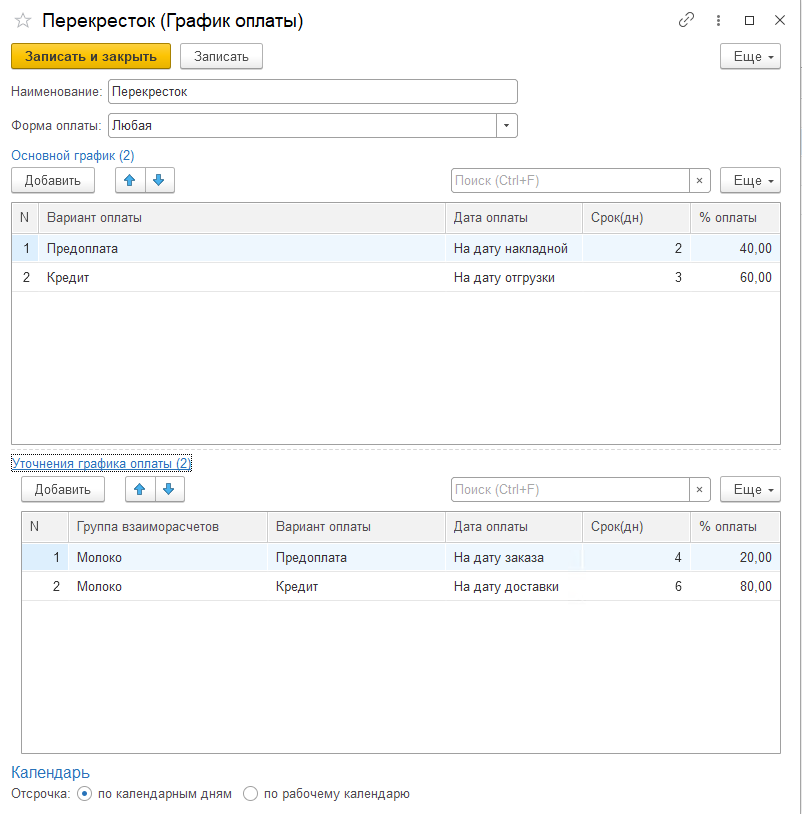 Перекресток (График оплаты)
Записать и закрыть Записать Еще
Наименование: Перекресток
Форма оплаты: Любая
Основной график (2)
Добавить Поиск (Ctrl+F) × Еще
N Вариант оплаты Дата оплаты Срок(дн) % оплаты
1 Предоплата На дату накладной 2 40,00
2 Кредит На дату отгрузки 3 60,00
Уточнения графика оплаты (2)
Добавить Поиск (Ctrl+F) × Еще
N Группа взаиморасчетов Вариант оплаты Дата оплаты Срок(дн) % оплаты
1 Молоко Предоплата На дату заказа 4 20,00
2 Молоко Кредит На дату доставки 6 80,00
Календарь
Отсрочка: по календарным дням по рабочему календарю